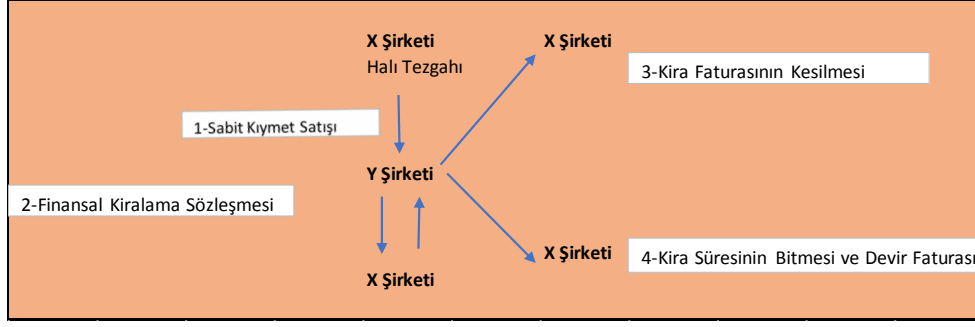 X Şirketi
Halı Tezgahı
X Şirketi
3-Kira Faturasının Kesilmesi
1-Sabit Kıymet Satışı
Y Şirketi
2-Finansal Kiralama Sözleşmesi
X Şirketi
4-Kira Süresinin Bitmesi ve Devir Faturası
X Şirketi